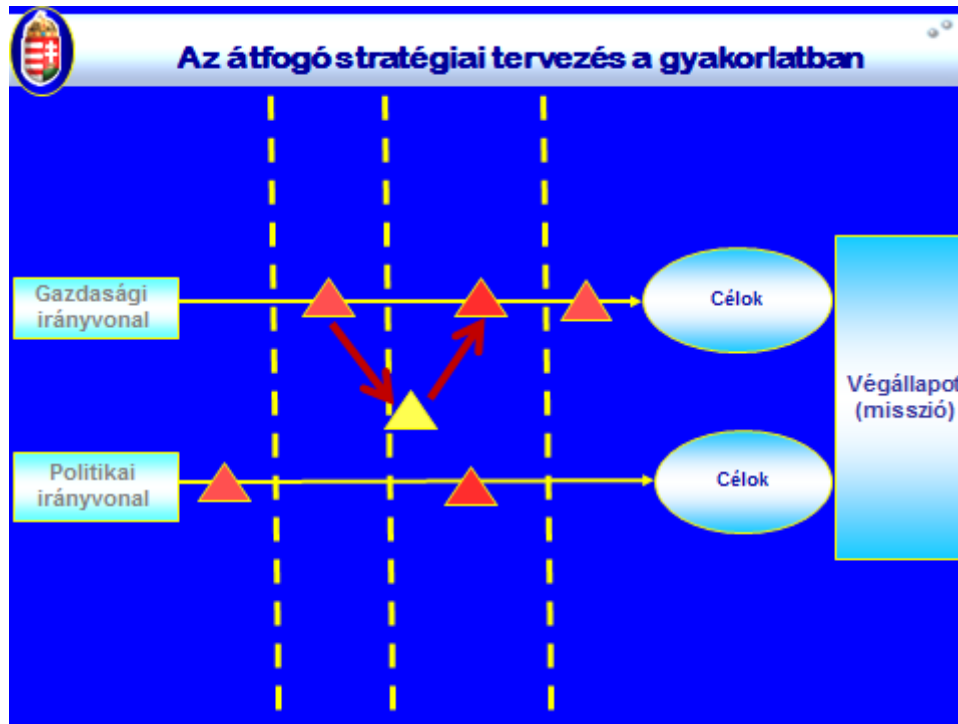 Az átfogó stratégiai tervezés a gyakorlatban
Gazdasági
irányvonal
Célok
Végállapot
(misszió)
Politikai
irányvonal
Célok